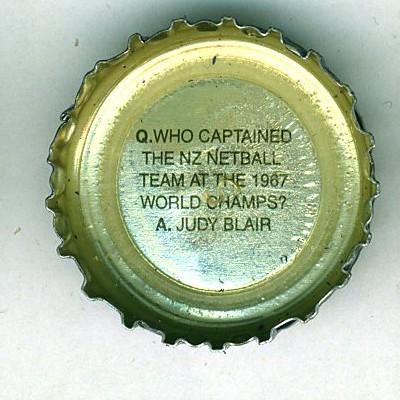 Q.WHO CAPTAINED
THE NZ NETBALL
TEAM AT THE 1967
WORLD CHAMPS?
A. JUDY BLAIR